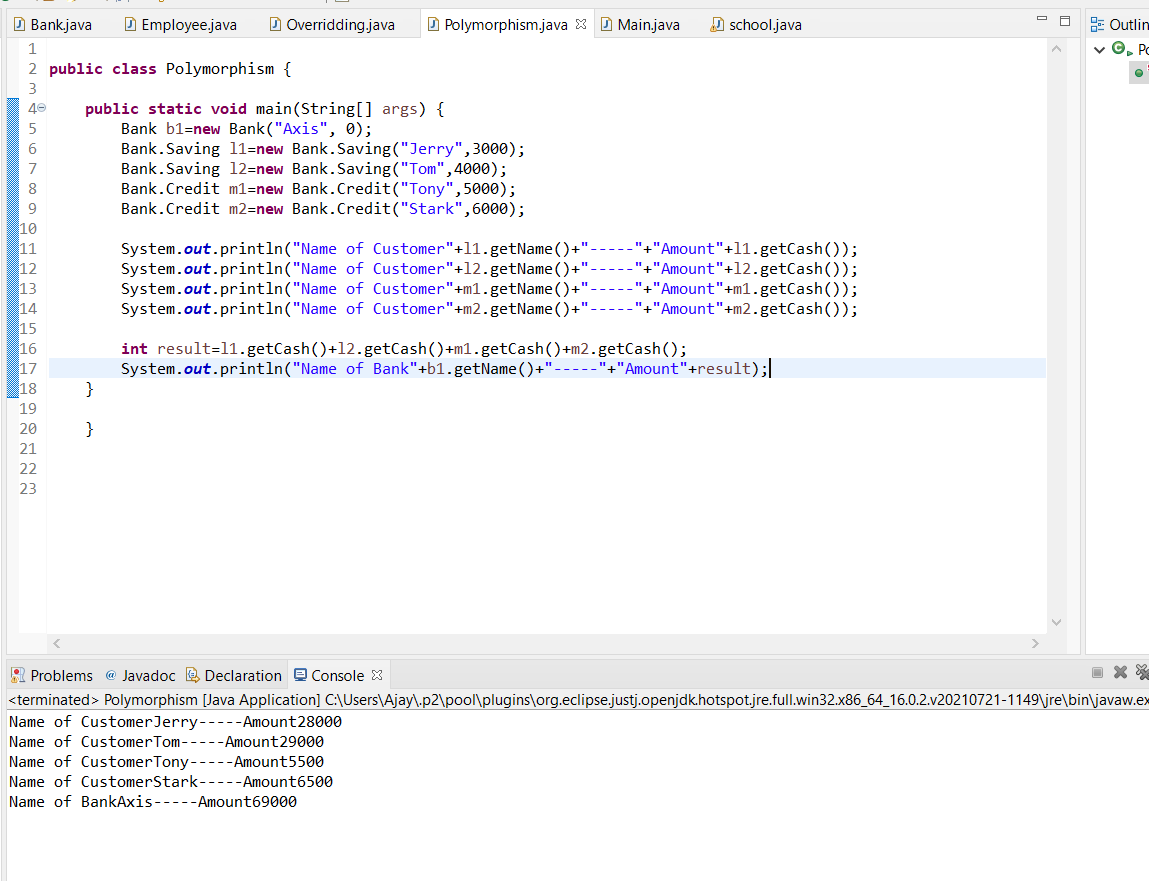 Bank.java Employee.java Overridding.java Polymorphism.java Main.java school.java Outlin
1
2 public class Polymorphism {
3
4 public static void main(String[] args) {
5 Bank b1=new Bank("Axis", 0);
6 Bank.Saving l1=new Bank.Saving("Jerry",3000);
7 Bank.Saving l2=new Bank.Saving("Tom",4000);
8 Bank.Credit m1=new Bank.Credit("Tony",5000);
9 Bank.Credit m2=new Bank.Credit("Stark",6000);
10
11 System.out.println("Name of Customer"+l1.getName()+"-----"+"Amount"+l1.getCash());
12 System.out.println("Name of Customer"+l2.getName()+"-----"+"Amount"+l2.getCash());
13 System.out.println("Name of Customer"+m1.getName()+"-----"+"Amount"+m1.getCash());
14 System.out.println("Name of Customer"+m2.getName()+"-----"+"Amount"+m2.getCash());
15
16 int result=l1.getCash()+l2.getCash()+m1.getCash()+m2.getCash();
17 System.out.println("Name of Bank"+b1.getName()+"-----"+"Amount"+result);
18 }
19
20 }
21
22
23
Problems @ Javadoc Declaration Console
<terminated> Polymorphism [Java Application] C:\Users\Ajay\.p2\pool\plugins\org.eclipse.justj.openjdk.hotspot.jre.full.win32.x86_64_16.0.2.v20210721-1149\jre\bin\javaw.ex
Name of CustomerJerry-----Amount28000
Name of CustomerTom-----Amount29000
Name of CustomerTony-----Amount5500
Name of CustomerStark-----Amount6500
Name of BankAxis-----Amount69000